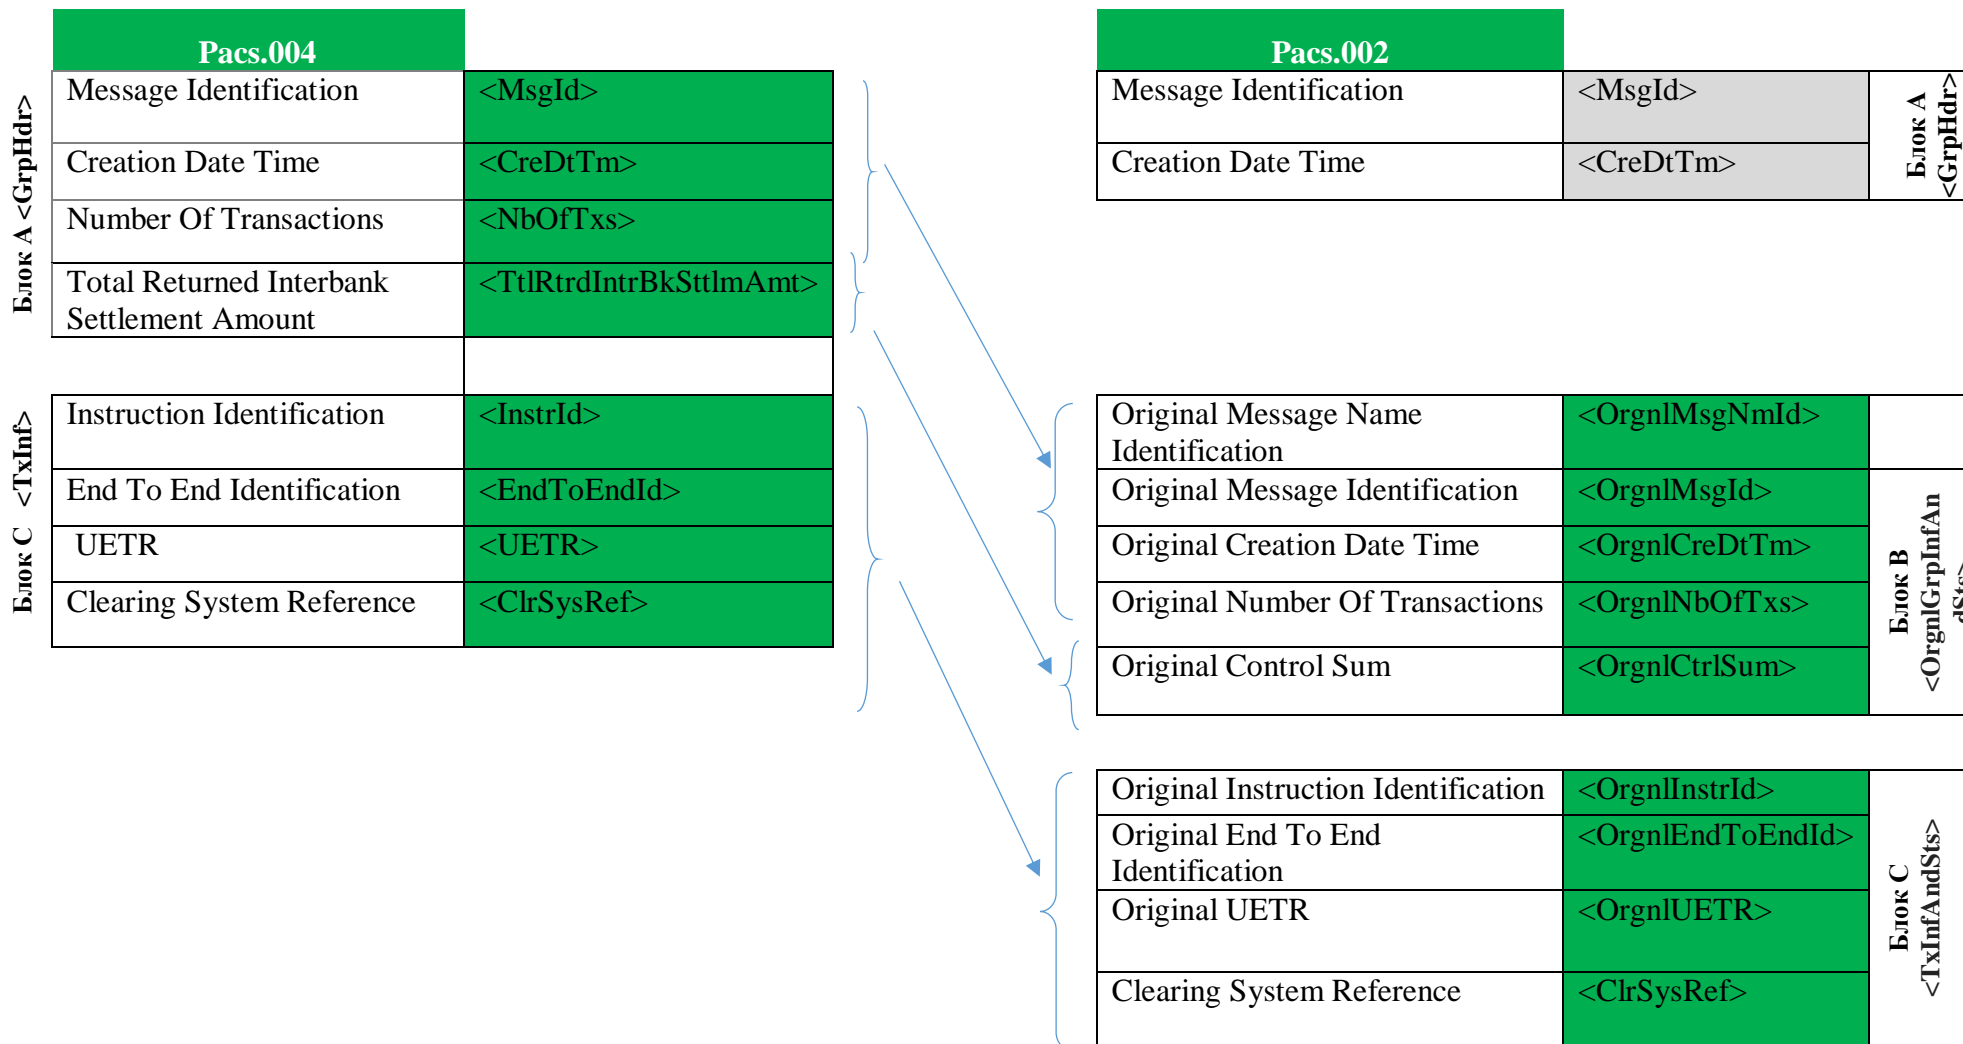 Pacs.004
Блок А <GrpHdr>
Message Identification <MsgId>
Creation Date Time <CreDtTm>
Number Of Transactions <NbOfTxs>
Total Returned Interbank <TtlRtrdIntrBkSttlmAmt>
Settlement Amount
Блок С <TxInf>
Instruction Identification <InstrId>
End To End Identification <EndToEndId>
UETR <UETR>
Clearing System Reference <ClrSysRef>
Pacs.002
Message Identification <MsgId>
Creation Date Time <CreDtTm>
Блок А
<GrpHdr>
Original Message Name <OrgnlMsgNmId>
Identification
Original Message Identification <OrgnlMsgId>
Original Creation Date Time <OrgnlCreDtTm>
Original Number Of Transactions <OrgnlNbOfTxs>
Original Control Sum <OrgnlCtrlSum>
Блок В
<OrgnlGrpInfAn
dSts>
Original Instruction Identification <OrgnlInstrId>
Original End To End <OrgnlEndToEndId>
Identification
Original UETR <OrgnlUETR>
Clearing System Reference <ClrSysRef>
Блок С
<TxInfAndSts>